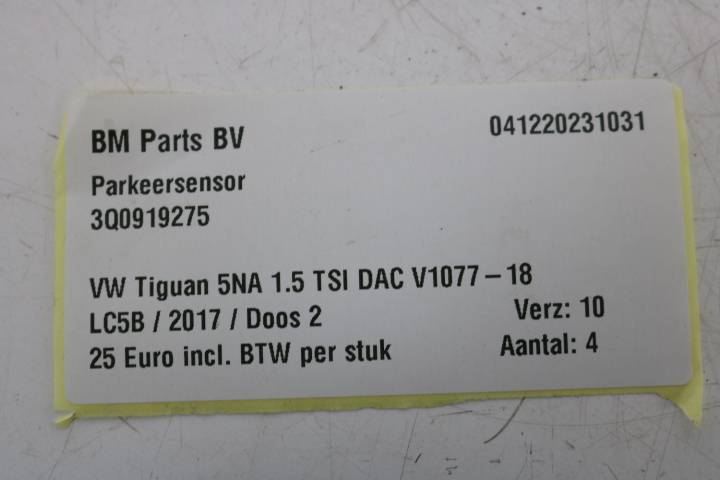 BM Parts BV 041220231031
Parkeersensor
3Q0919275
VW Tiguan 5NA 1.5 TSI DAC V1077-18
LC5B / 2017 / Doos 2 Verz: 10
25 Euro incl. BTW per stuk Aantal: 4